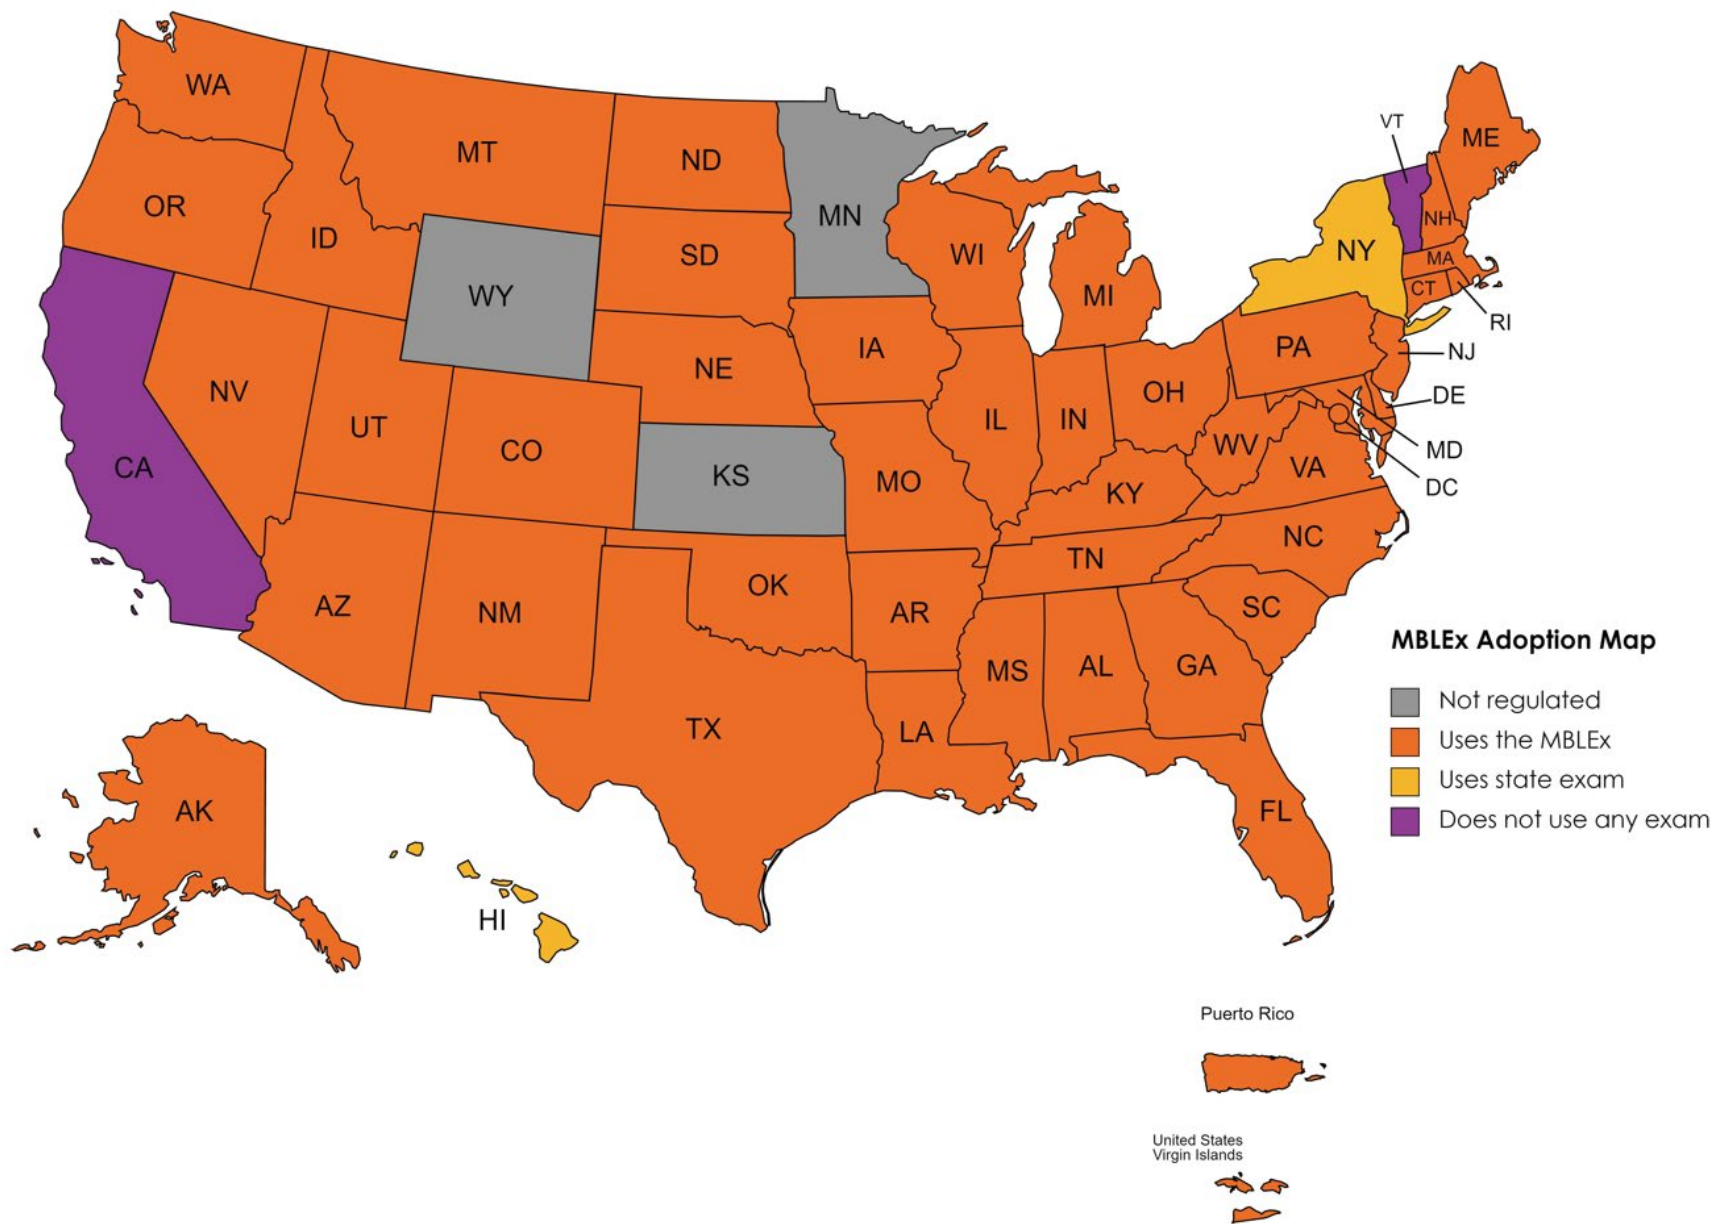 WA
MT
ND
MN
VT
ME
OR
ID
SD
WI
MI
NY
NH
MA
CT
RI
WY
NE
IA
PA
NJ
NV
UT
CO
IL
IN
OH
DE
CA
KS
MO
WV
VA
MD
KY
DC
AZ
NM
OK
AR
TN
NC
SC
MS
AL
GA
TX
LA
FL
AK
HI
MBLEx Adoption Map
Not regulated
Uses the MBLEx
Uses state exam
Does not use any exam
Puerto Rico
United States
Virgin Islands